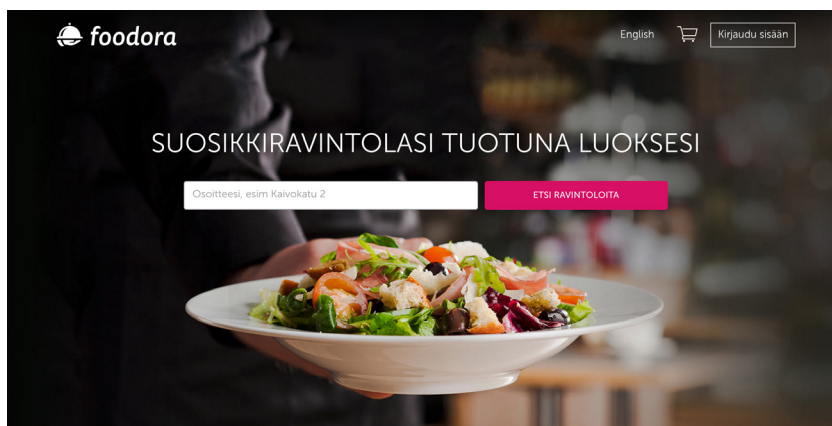 foodora
English
Kirjaudu sisään
SUOSIKKIRAVINTOLASI TUOTUNA LUOKSESI
Osoitteesi, esim Kaivokatu 2
ETSI RAVINTOLOITA